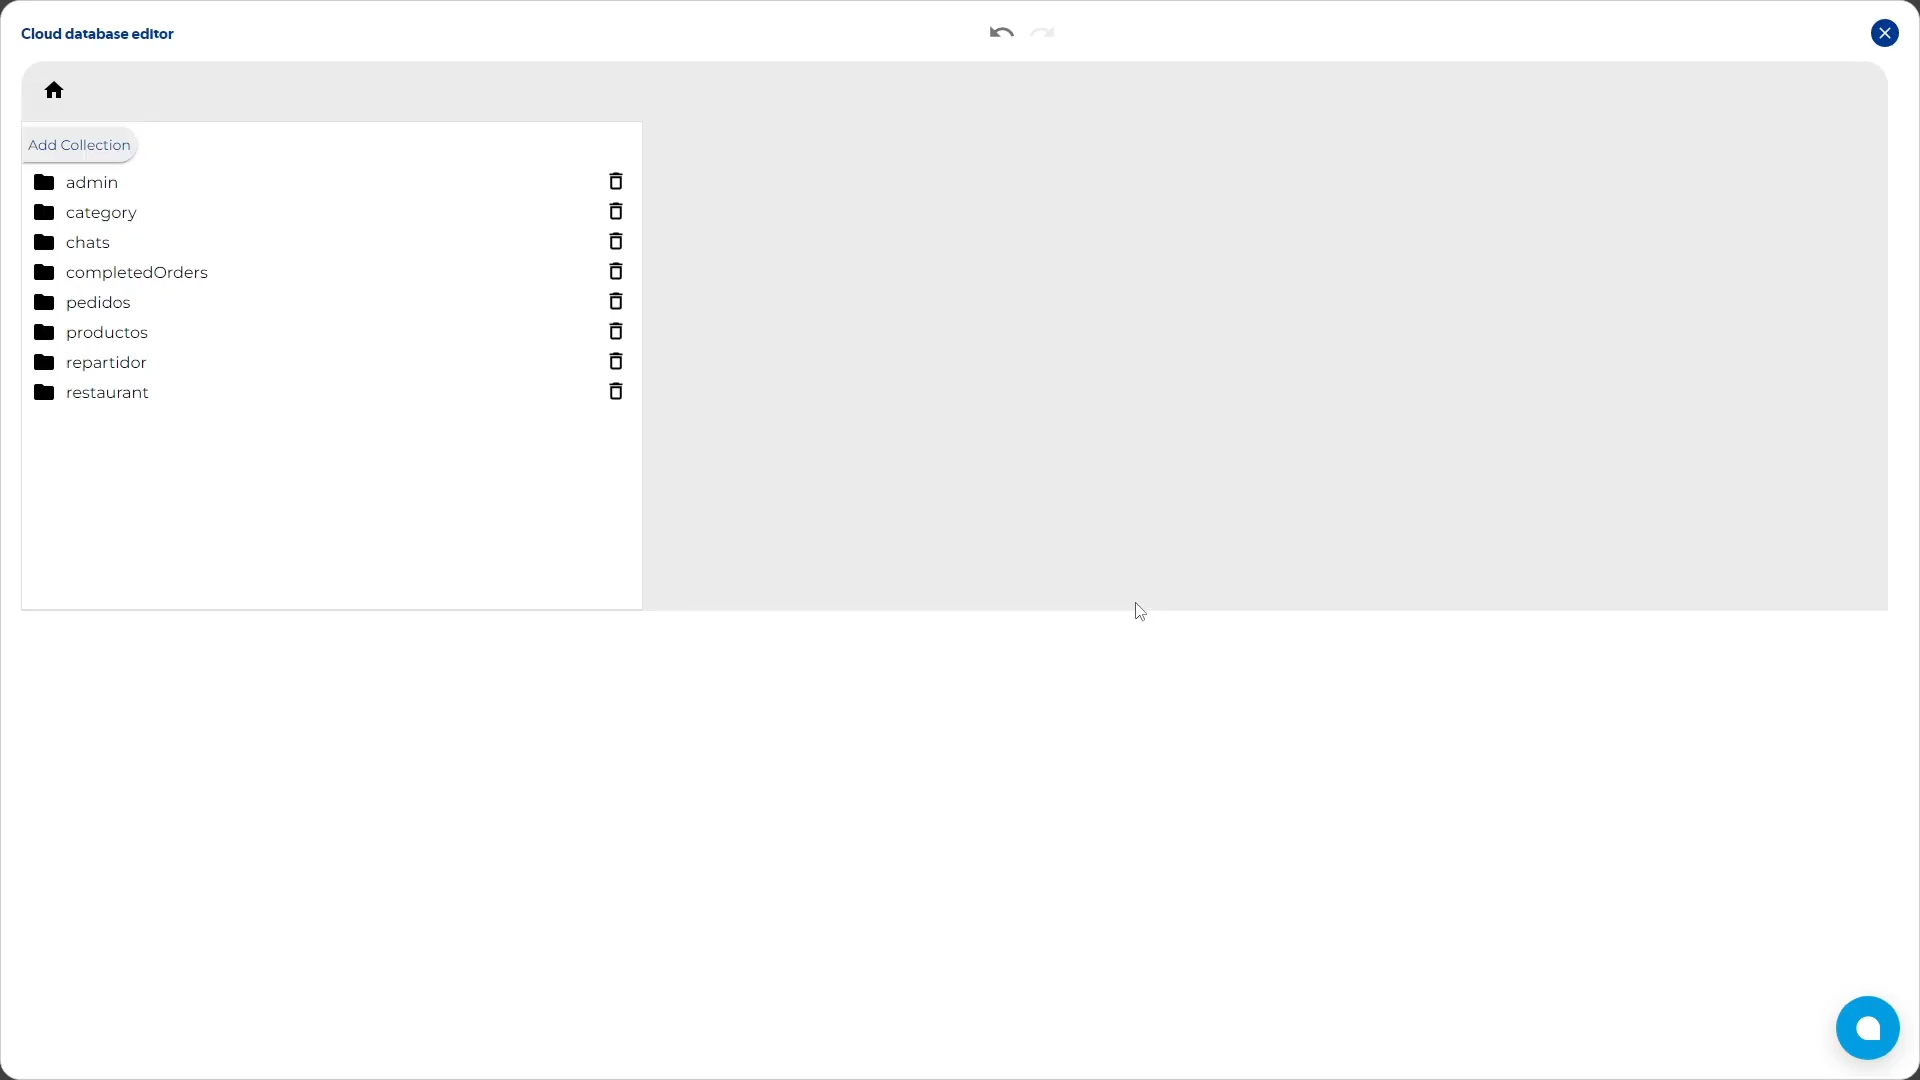 Cloud database editor
Add Collection
admin
category
chats
completedOrders
pedidos
productos
repartidor
restaurant